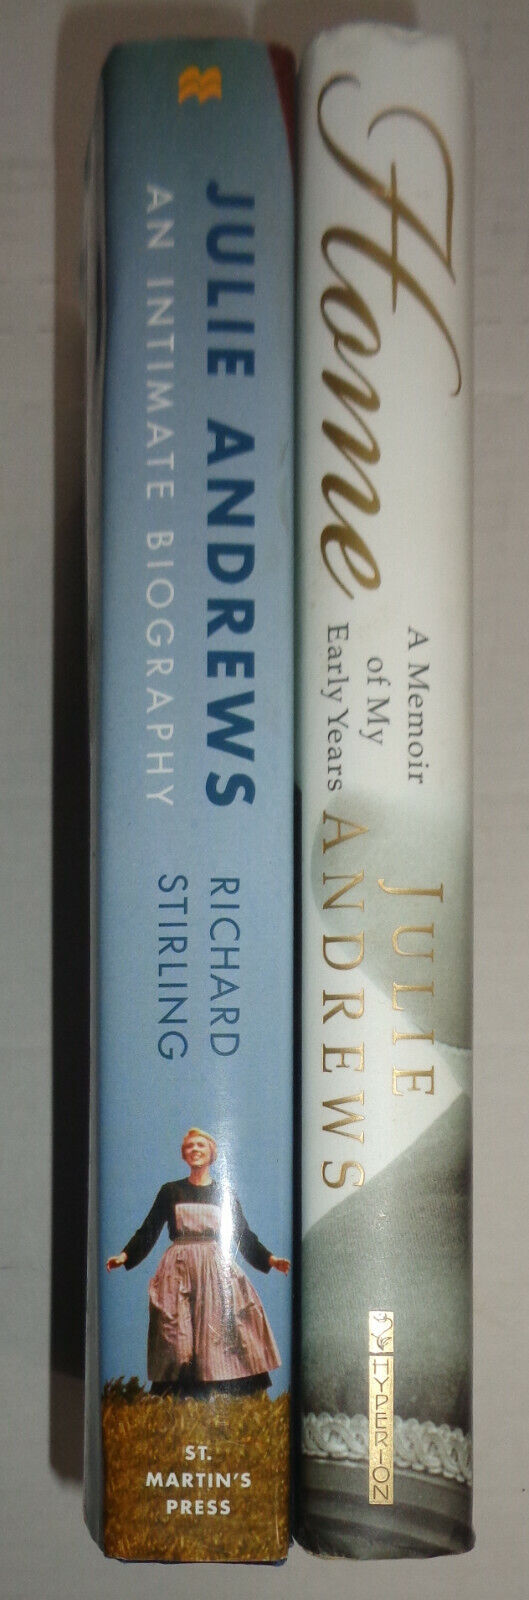 JULIE ANDREWS
AN INTIMATE BIOGRAPHY
RICHARD
STIRLING
ST.
MARTIN'S
PRESS
Home
A Memoir
of My
Early Years
JULIE
ANDREWS
HYPERION